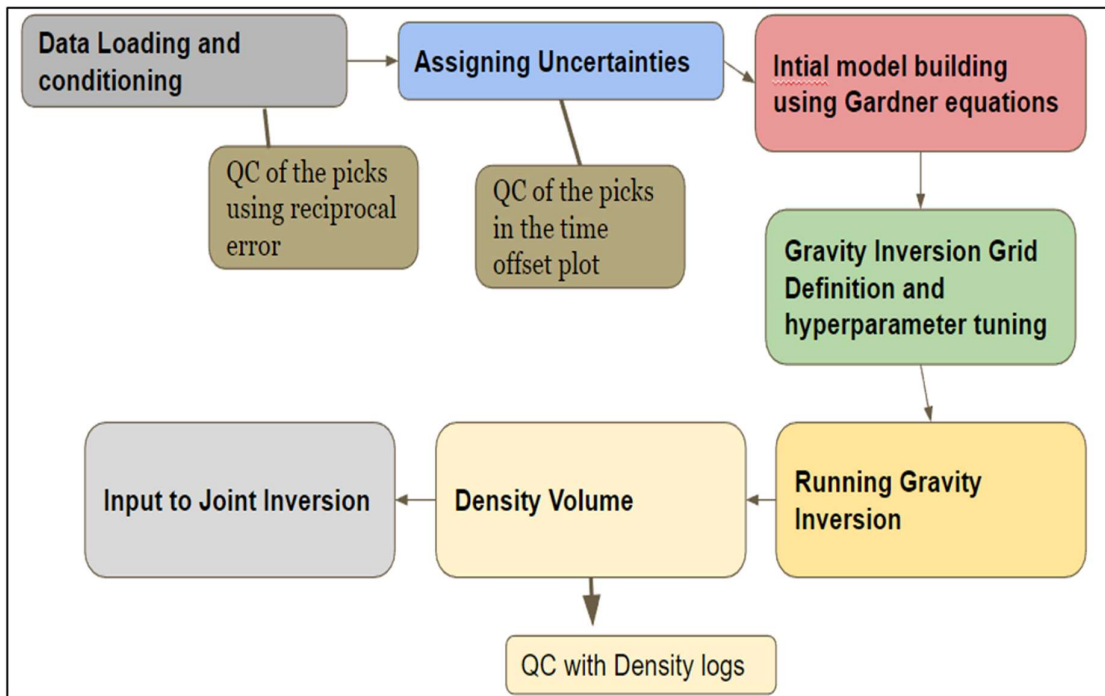 Data Loading and
conditioning
Assigning Uncertainties
Intial model building
using Gardner equations
QC of the picks
using reciprocal
error
QC of the picks
in the time
offset plot
Gravity Inversion Grid
Definition and
hyperparameter tuning
Running Gravity
Inversion
Density Volume
Input to Joint Inversion
QC with Density logs